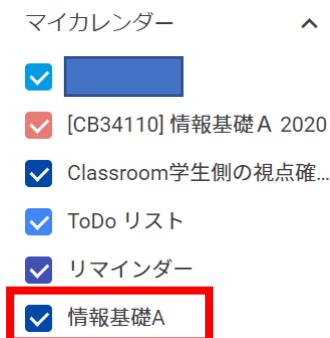 マイカレンダー
[CB34110] 情報基礎Ａ 2020
Classroom学生側の視点確...
ToDo リスト
リマインダー
情報基礎A